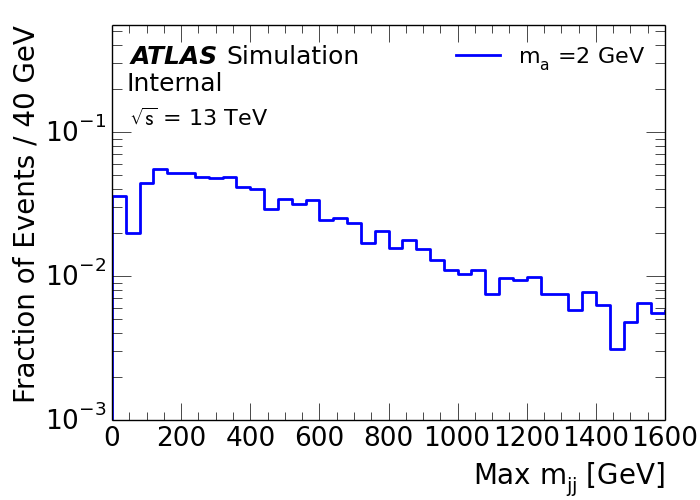 ATLAS Simulation
Internal
√s = 13 TeV
mₐ =2 GeV
Fraction of Events / 40 GeV
10⁻¹
10⁻²
10⁻³
0 200 400 600 800 1000 1200 1400 1600
Max m_jj [GeV]